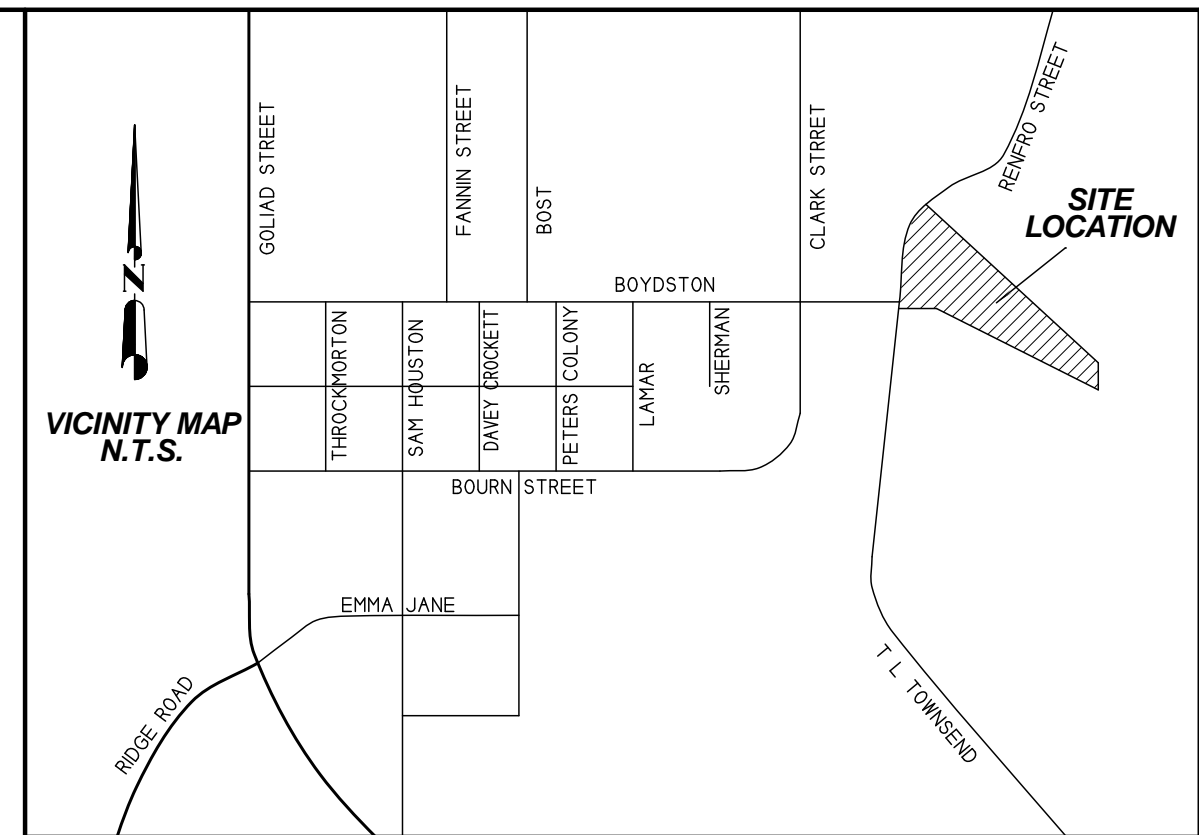 GOLIAD STREET
FANNIN STREET
BOST
CLARK STRRET
RENFRO STREET
SITE
LOCATION
N
VICINITY MAP
N.T.S.
BOYDSTON
THROCKMORTON
SAM HOUSTON
DAVEY CROCKETT
PETERS COLONY
LAMAR
SHERMAN
BOURN STREET
EMMA JANE
RIDGE ROAD
T L TOWNSEND